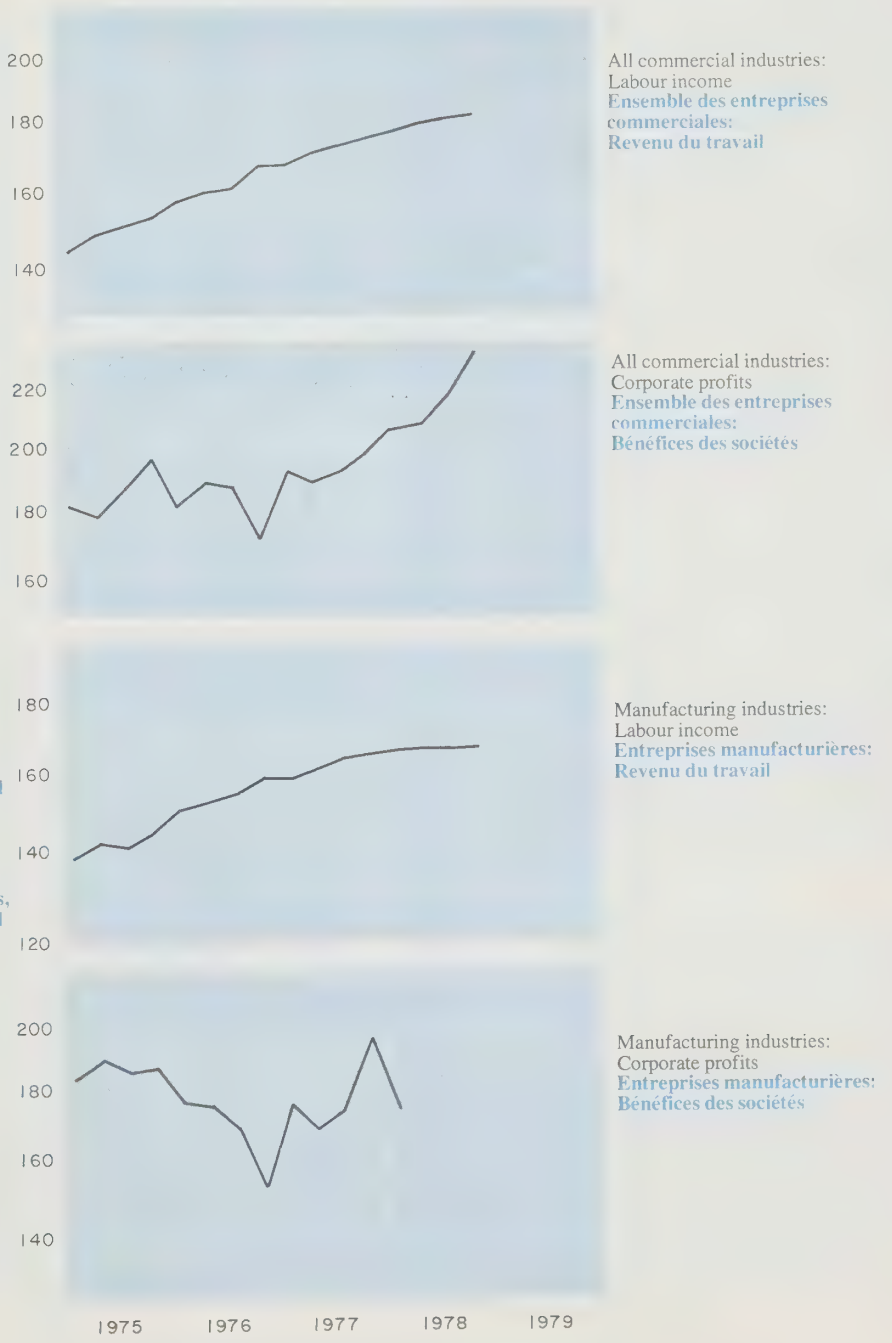 200
180
160
140
All commercial industries:
Labour income
Ensemble des entreprises
commerciales:
Revenu du travail
220
200
180
160
All commercial industries:
Corporate profits
Ensemble des entreprises
commerciales:
Bénéfices des sociétés
180
160
140
120
Manufacturing industries:
Labour income
Entreprises manufacturières:
Revenu du travail
200
180
160
140
Manufacturing industries:
Corporate profits
Entreprises manufacturières:
Bénéfices des sociétés
1975 1976 1977 1978 1979